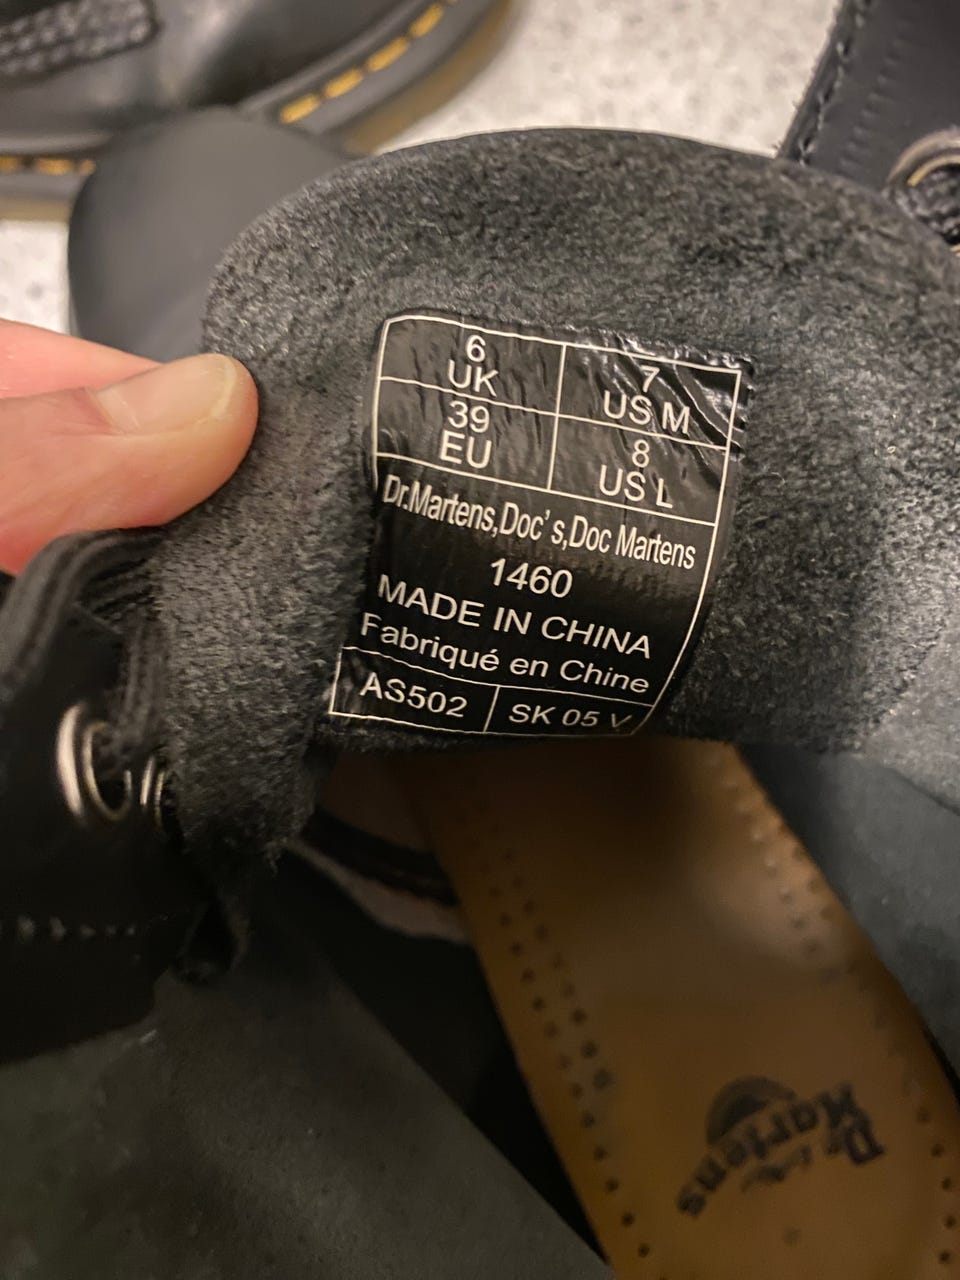 6
UK
7
US M
39
EU
8
US L
Dr.Martens,Doc's,Doc Martens
1460
MADE IN CHINA
Fabriqué en Chine
AS502
SK 05 V
Dr.
Martens